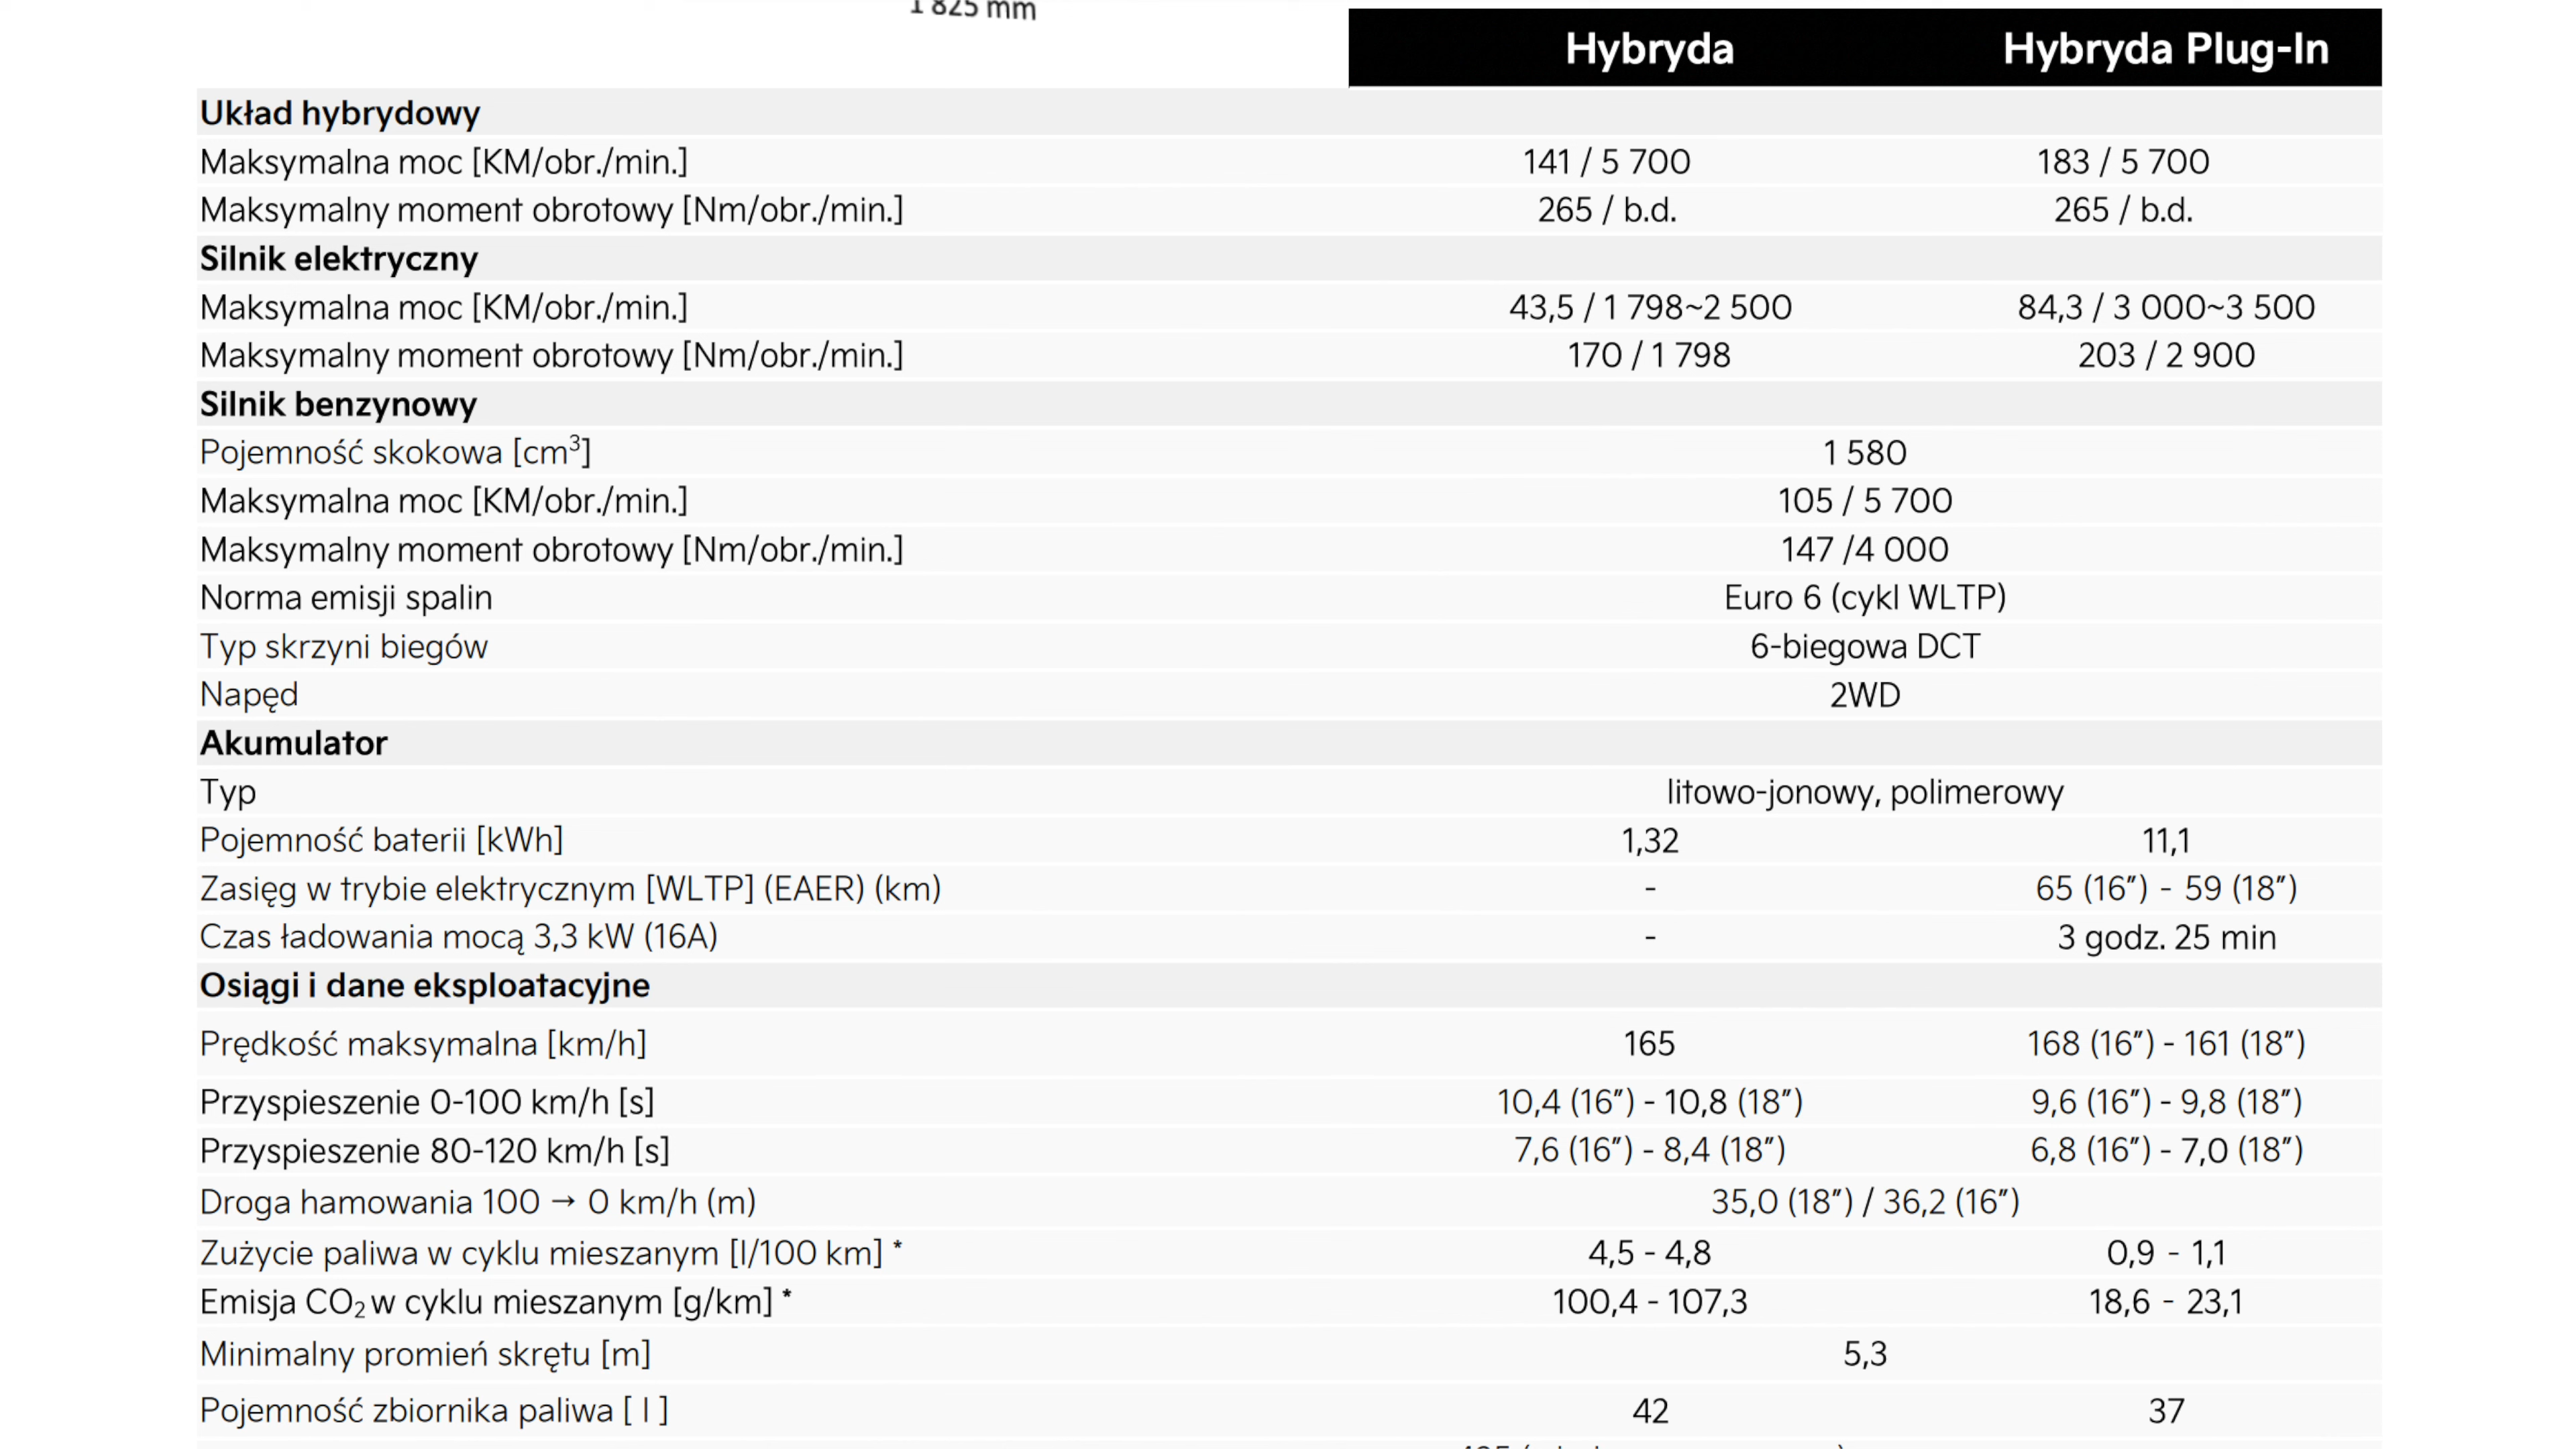 1 825 mm
Hybryda Hybryda Plug-In
Układ hybrydowy
Maksymalna moc [KM/obr./min.] 141 / 5 700 183 / 5 700
Maksymalny moment obrotowy [Nm/obr./min.] 265 / b.d. 265 / b.d.
Silnik elektryczny
Maksymalna moc [KM/obr./min.] 43,5 / 1 798~2 500 84,3 / 3 000~3 500
Maksymalny moment obrotowy [Nm/obr./min.] 170 / 1 798 203 / 2 900
Silnik benzynowy
Pojemność skokowa [cm³] 1 580
Maksymalna moc [KM/obr./min.] 105 / 5 700
Maksymalny moment obrotowy [Nm/obr./min.] 147 /4 000
Norma emisji spalin Euro 6 (cykl WLTP)
Typ skrzyni biegów 6-biegowa DCT
Napęd 2WD
Akumulator
Typ litowo-jonowy, polimerowy
Pojemność baterii [kWh] 1,32 11,1
Zasięg w trybie elektrycznym [WLTP] (EAER) (km) - 65 (16″) - 59 (18″)
Czas ładowania mocą 3,3 kW (16A) - 3 godz. 25 min
Osiągi i dane eksploatacyjne
Prędkość maksymalna [km/h] 165 168 (16″) - 161 (18″)
Przyspieszenie 0-100 km/h [s] 10,4 (16″) - 10,8 (18″) 9,6 (16″) - 9,8 (18″)
Przyspieszenie 80-120 km/h [s] 7,6 (16″) - 8,4 (18″) 6,8 (16″) - 7,0 (18″)
Droga hamowania 100 → 0 km/h (m) 35,0 (18″) / 36,2 (16″)
Zużycie paliwa w cyklu mieszanym [l/100 km] * 4,5 - 4,8 0,9 - 1,1
Emisja CO₂ w cyklu mieszanym [g/km] * 100,4 - 107,3 18,6 - 23,1
Minimalny promień skrętu [m] 5,3
Pojemność zbiornika paliwa [ l ] 42 37